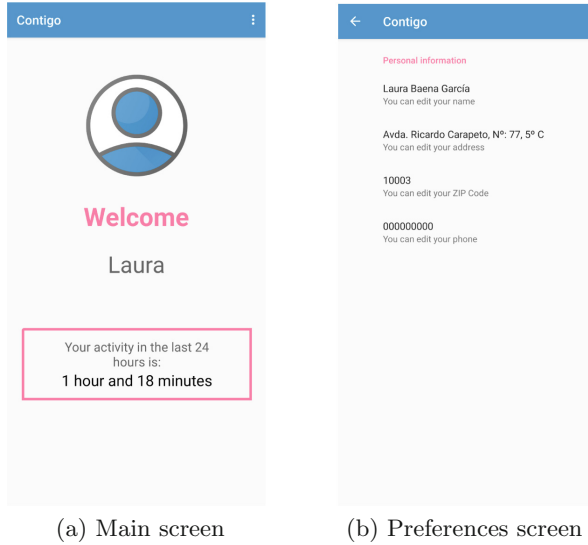 Contigo
Welcome
Laura
Your activity in the last 24
hours is:
1 hour and 18 minutes
(a) Main screen
Contigo
Personal information
Laura Baena García
You can edit your name
Avda. Ricardo Carapeto, Nº: 77, 5º C
You can edit your address
10003
You can edit your ZIP Code
000000000
You can edit your phone
(b) Preferences screen